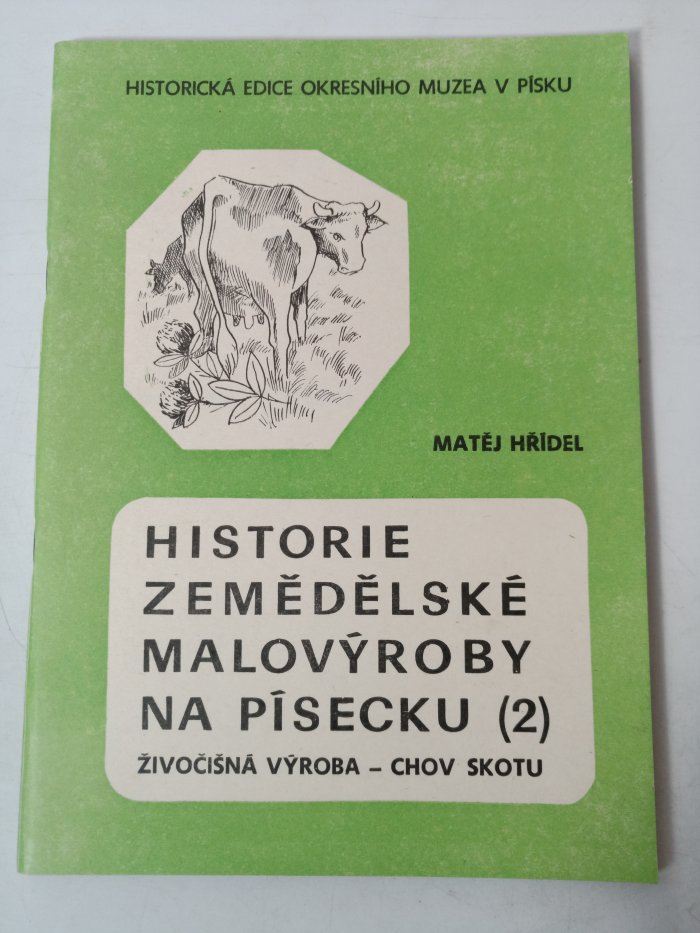 HISTORICKÁ EDICE OKRESNÍHO MUZEA V PÍSKU
MATĚJ HŘÍDEL
HISTORIE
ZEMĚDĚLSKÉ
MALOVÝROBY
NA PÍSECKU (2)
ŽIVOČIŠNÁ VÝROBA – CHOV SKOTU